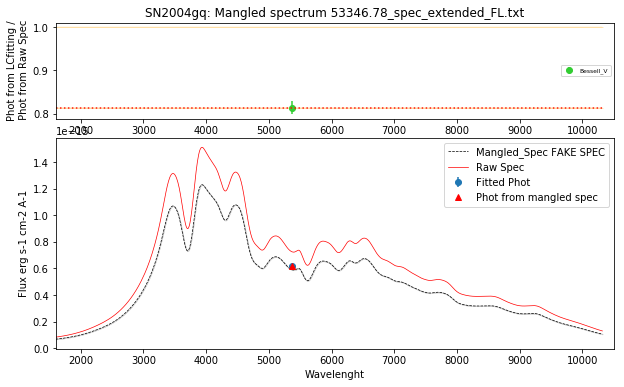 SN2004gq: Mangled spectrum 53346.78_spec_extended_FL.txt
Phot from LCfitting /
Phot from Raw Spec
1.0
0.9
0.8
Bessell_V
2000 3000 4000 5000 6000 7000 8000 9000 10000
Flux erg s-1 cm-2 A-1
1.4
1.2
1.0
0.8
0.6
0.4
0.2
0.0
Mangled_Spec FAKE SPEC
Raw Spec
Fitted Phot
Phot from mangled spec
2000 3000 4000 5000 6000 7000 8000 9000 10000
Wavelenght